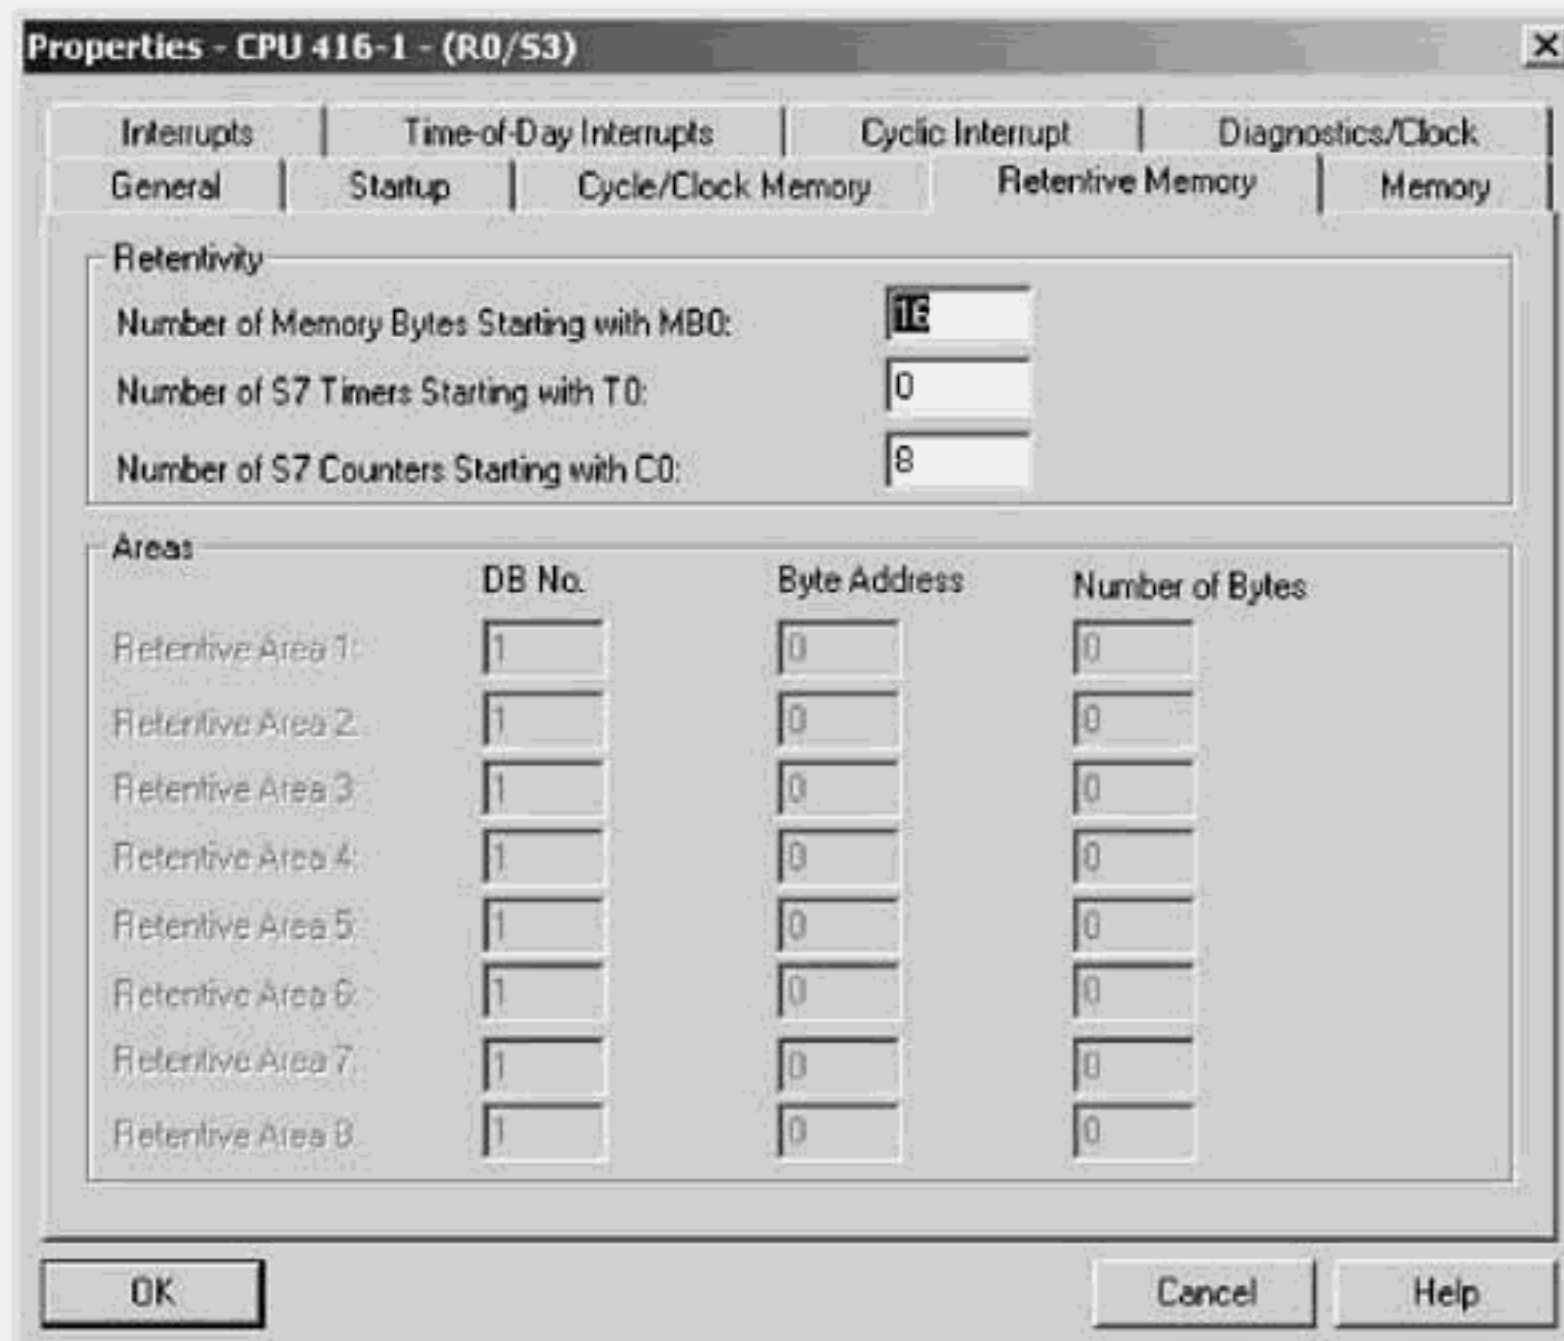 Properties - CPU 416-1 - (R0/S3)
Interrupts Time-of-Day Interrupts Cyclic Interrupt Diagnostics/Clock
General Startup Cycle/Clock Memory Retentive Memory Memory
Retentivity
Number of Memory Bytes Starting with MB0: 16
Number of S7 Timers Starting with T0: 0
Number of S7 Counters Starting with C0: 8
Areas
DB No. Byte Address Number of Bytes
Retentive Area 1: 1 0 0
Retentive Area 2: 1 0 0
Retentive Area 3: 1 0 0
Retentive Area 4: 1 0 0
Retentive Area 5: 1 0 0
Retentive Area 6: 1 0 0
Retentive Area 7: 1 0 0
Retentive Area 8 1 0 0
OK Cancel Help